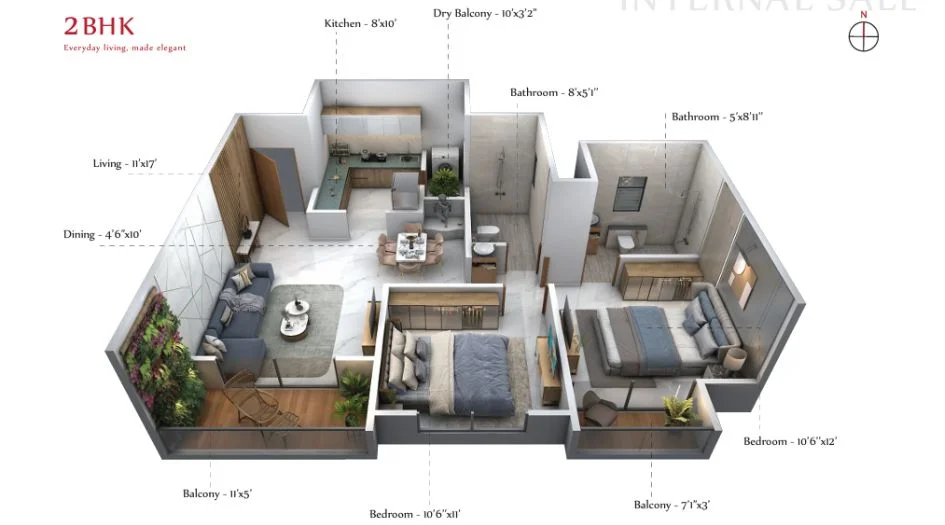 INTERNAL SALE
2BHK
Everyday living, made elegant
N
Kitchen - 8'x10'
Dry Balcony - 10'x3'2"
Bathroom - 8'x5'1"
Bathroom - 5'x8'11"
Living - 11'x17'
Dining - 4'6"x10'
Bedroom - 10'6"x12'
Balcony - 11'x5'
Bedroom - 10'6"x11'
Balcony - 7'1"x3'